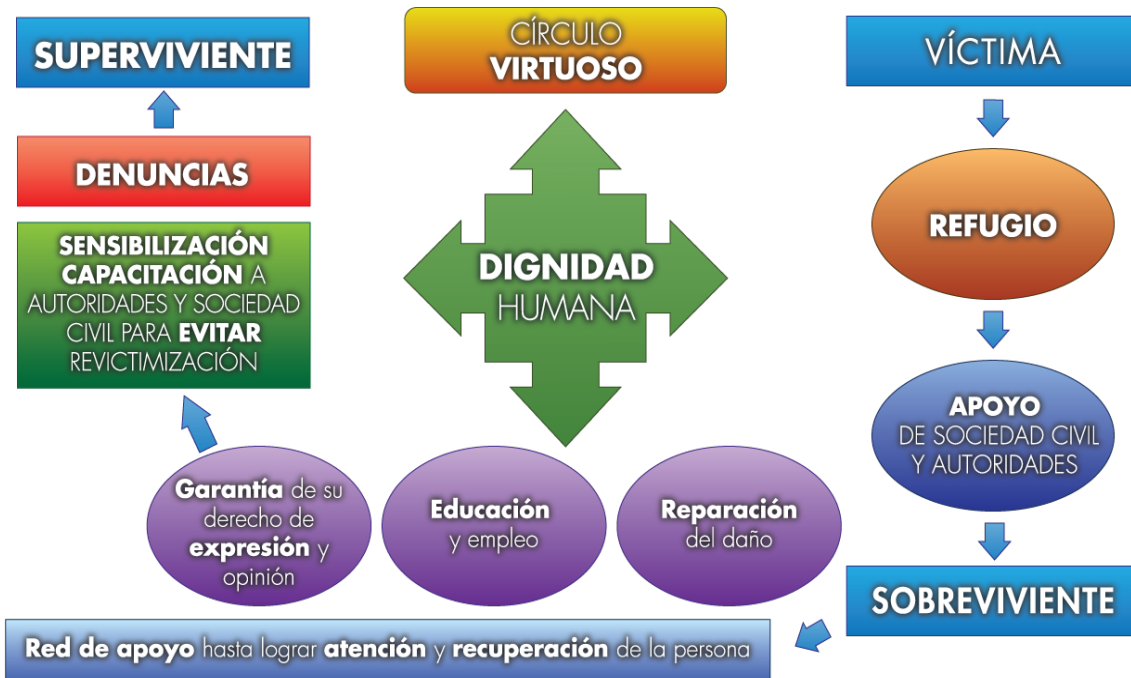 SUPERVIVIENTE
CÍRCULO
VIRTUOSO
VÍCTIMA
DENUNCIAS
REFUGIO
SENSIBILIZACIÓN
CAPACITACIÓN A
AUTORIDADES Y SOCIEDAD
CIVIL PARA EVITAR
REVICTIMIZACIÓN
DIGNIDAD
HUMANA
APOYO
DE SOCIEDAD CIVIL
Y AUTORIDADES
Garantía de su
derecho de
expresión y
opinión
Educación
y empleo
Reparación
del daño
SOBREVIVIENTE
Red de apoyo hasta lograr atención y recuperación de la persona